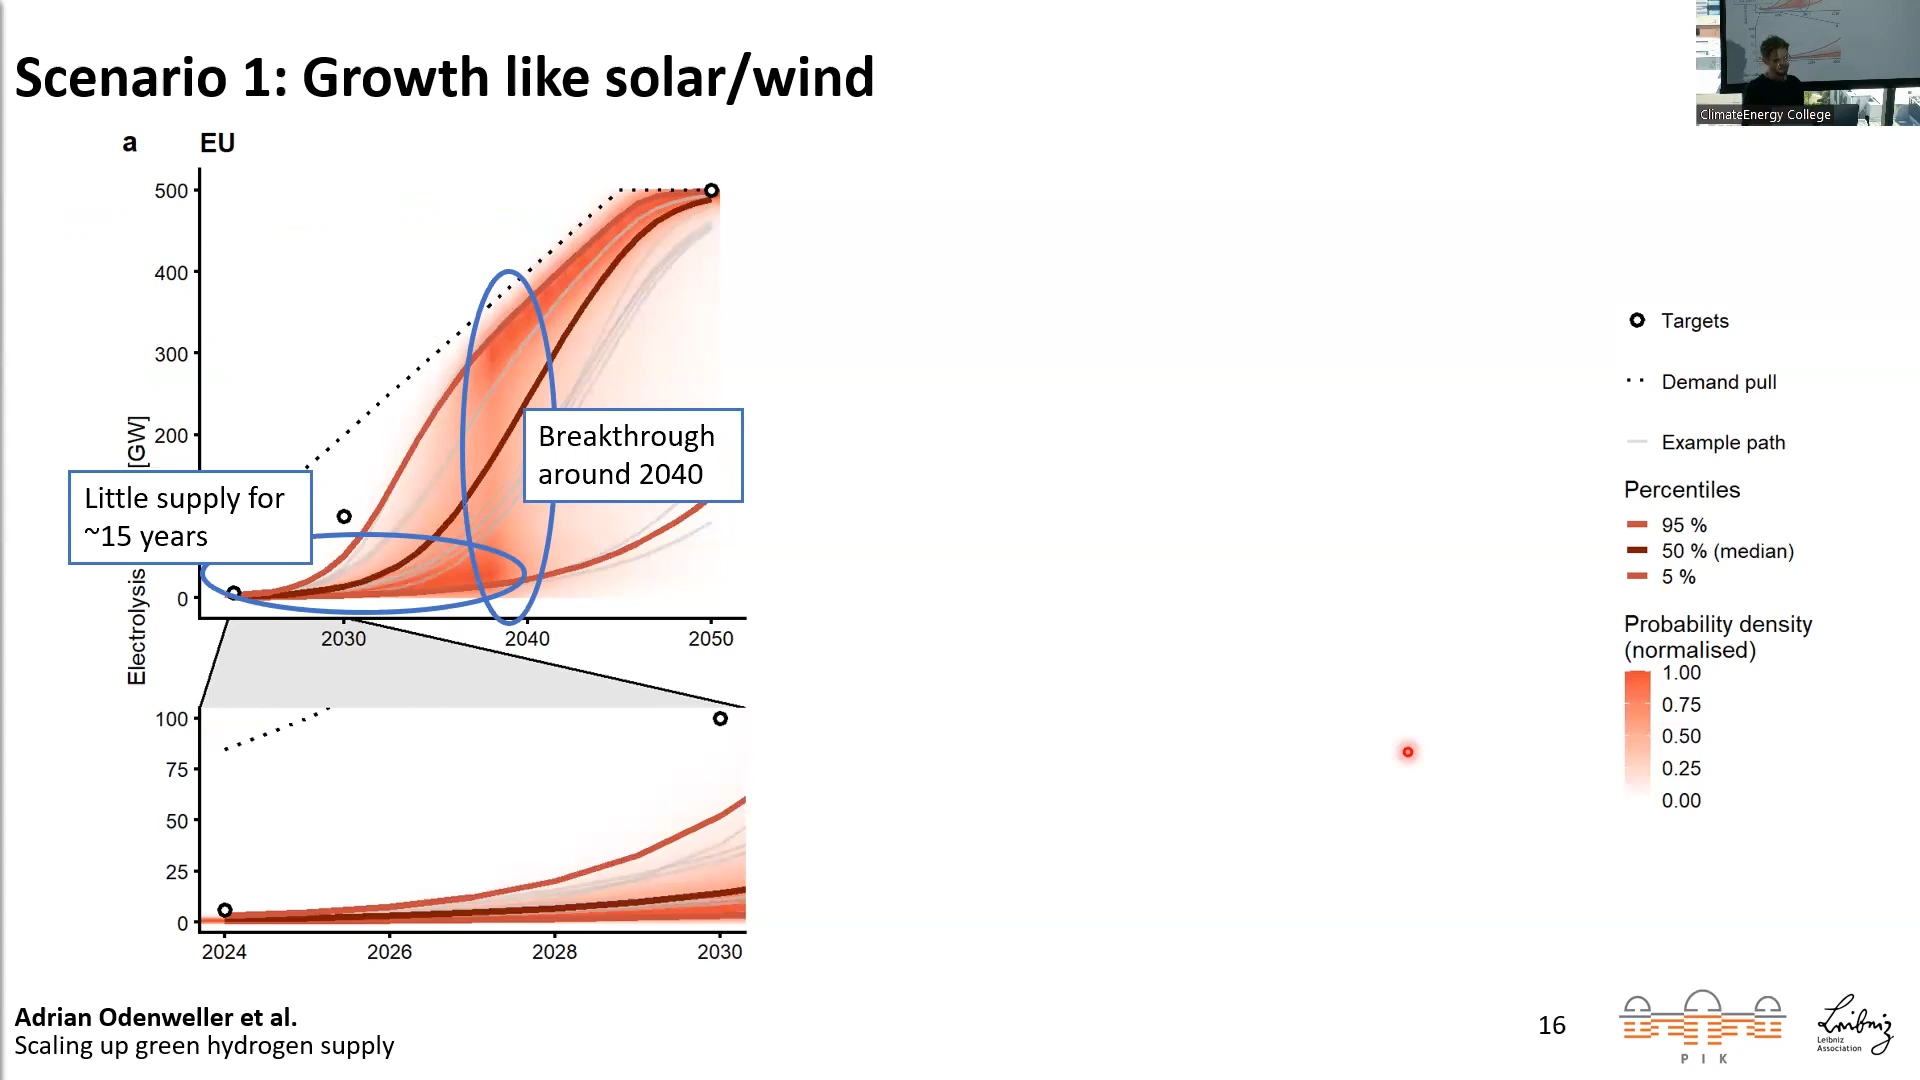 Scenario 1: Growth like solar/wind
ClimateEnergy College
a EU
500
400
300
200
0
Electrolysis
[GW]
Little supply for
~15 years
Breakthrough
around 2040
2030 2040 2050
100
75
50
25
0
2024 2026 2028 2030
Targets
Demand pull
Example path
Percentiles
95 %
50 % (median)
5 %
Probability density
(normalised)
1.00
0.75
0.50
0.25
0.00
Adrian Odenweller et al.
Scaling up green hydrogen supply
16
P I K
Leibniz
Leibniz
Association